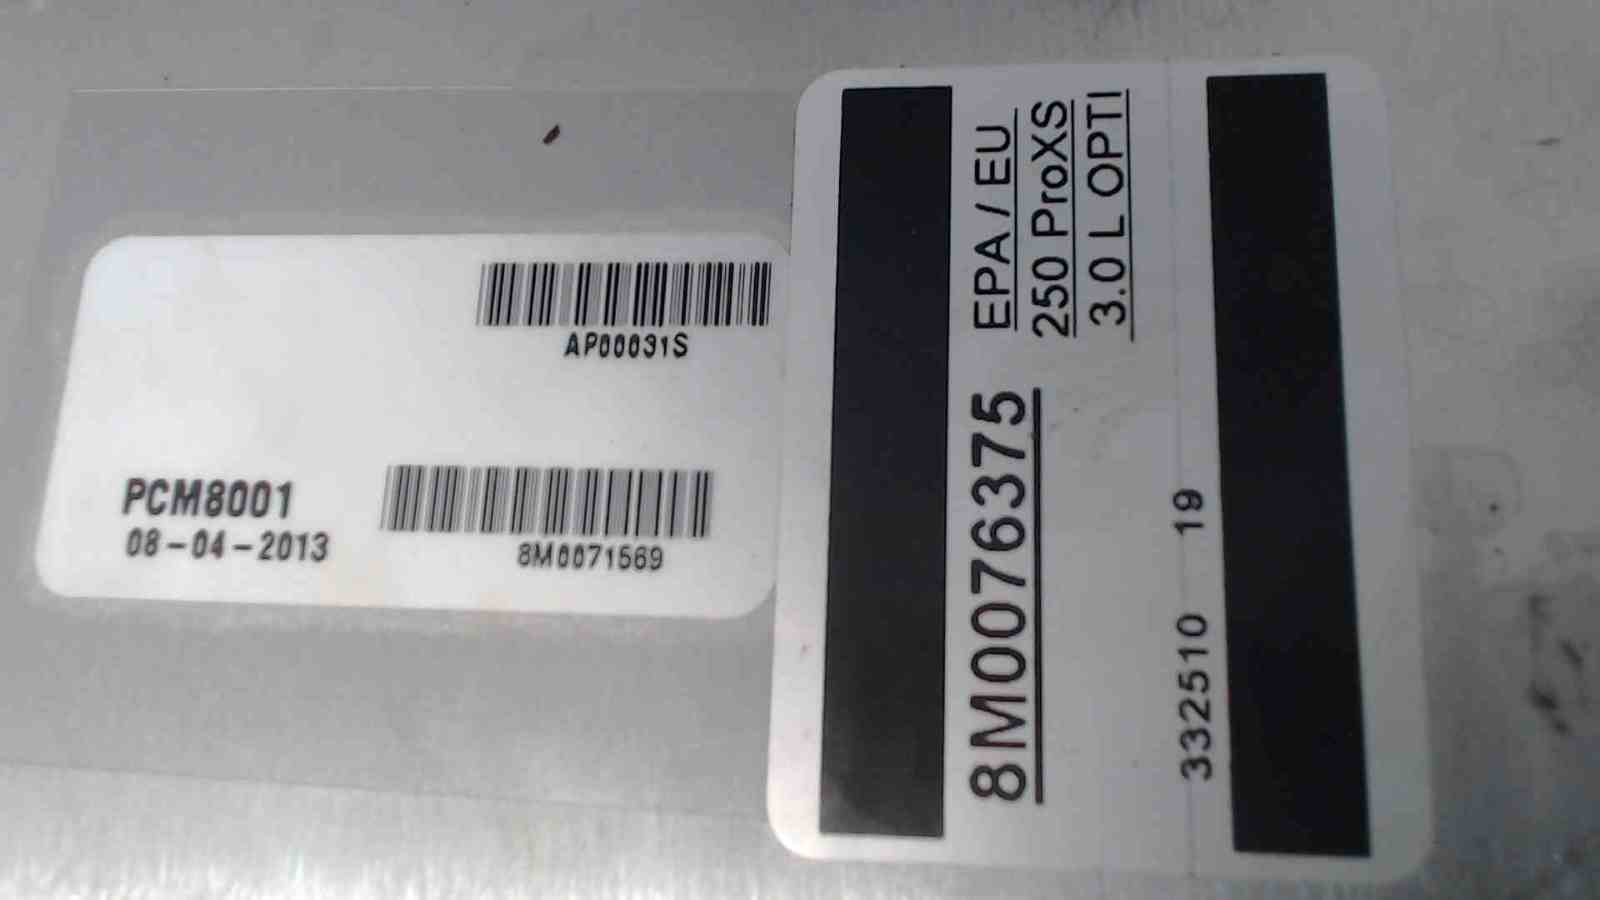 AP00031S
PCM8001
08-04-2013
8M0071569
8M0076375
EPA / EU
250 ProXS
3.0 L OPTI
332510 19